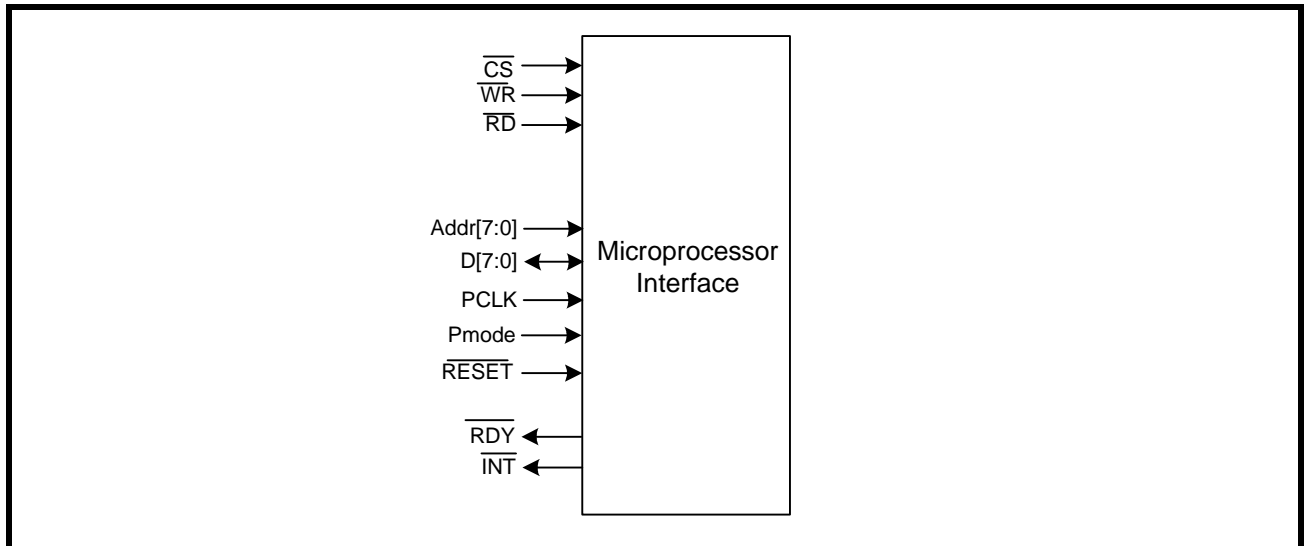 CS
WR
RD
Addr[7:0]
D[7:0]
PCLK
Pmode
RESET
RDY
INT
Microprocessor
Interface